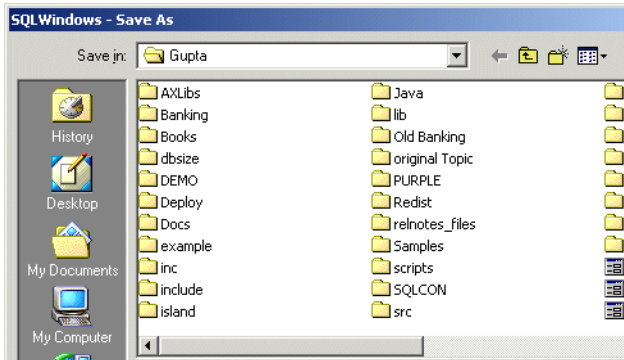 SQLWindows - Save As
Save in:
Gupta
History
Desktop
My Documents
My Computer
AXLibs
Banking
Books
dbsize
DEMO
Deploy
Docs
example
inc
include
island
Java
lib
Old Banking
original Topic
PURPLE
Redist
relnotes_files
Samples
scripts
SQLCON
src